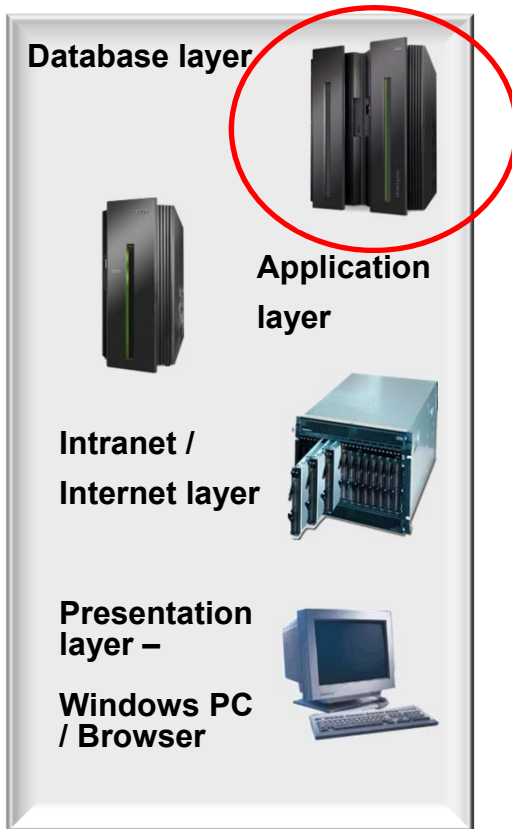 Database layer
Application
layer
Intranet /
Internet layer
Presentation
layer –
Windows PC
/ Browser